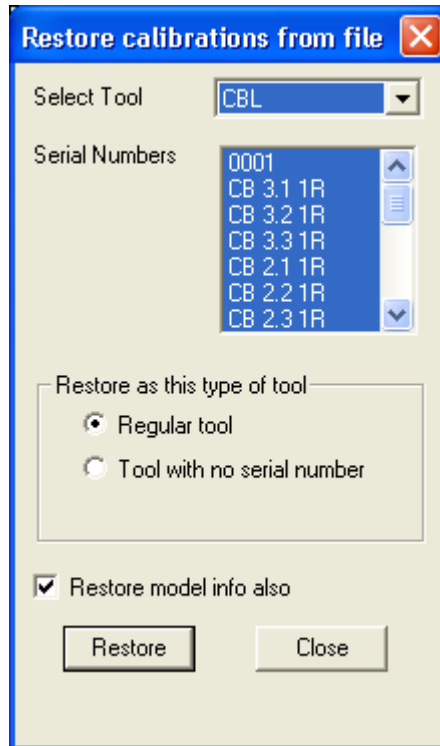 Restore calibrations from file
Select Tool CBL
Serial Numbers
0001
CB 3.1 1R
CB 3.2 1R
CB 3.3 1R
CB 2.1 1R
CB 2.2 1R
CB 2.3 1R
Restore as this type of tool
Regular tool
Tool with no serial number
Restore model info also
Restore Close